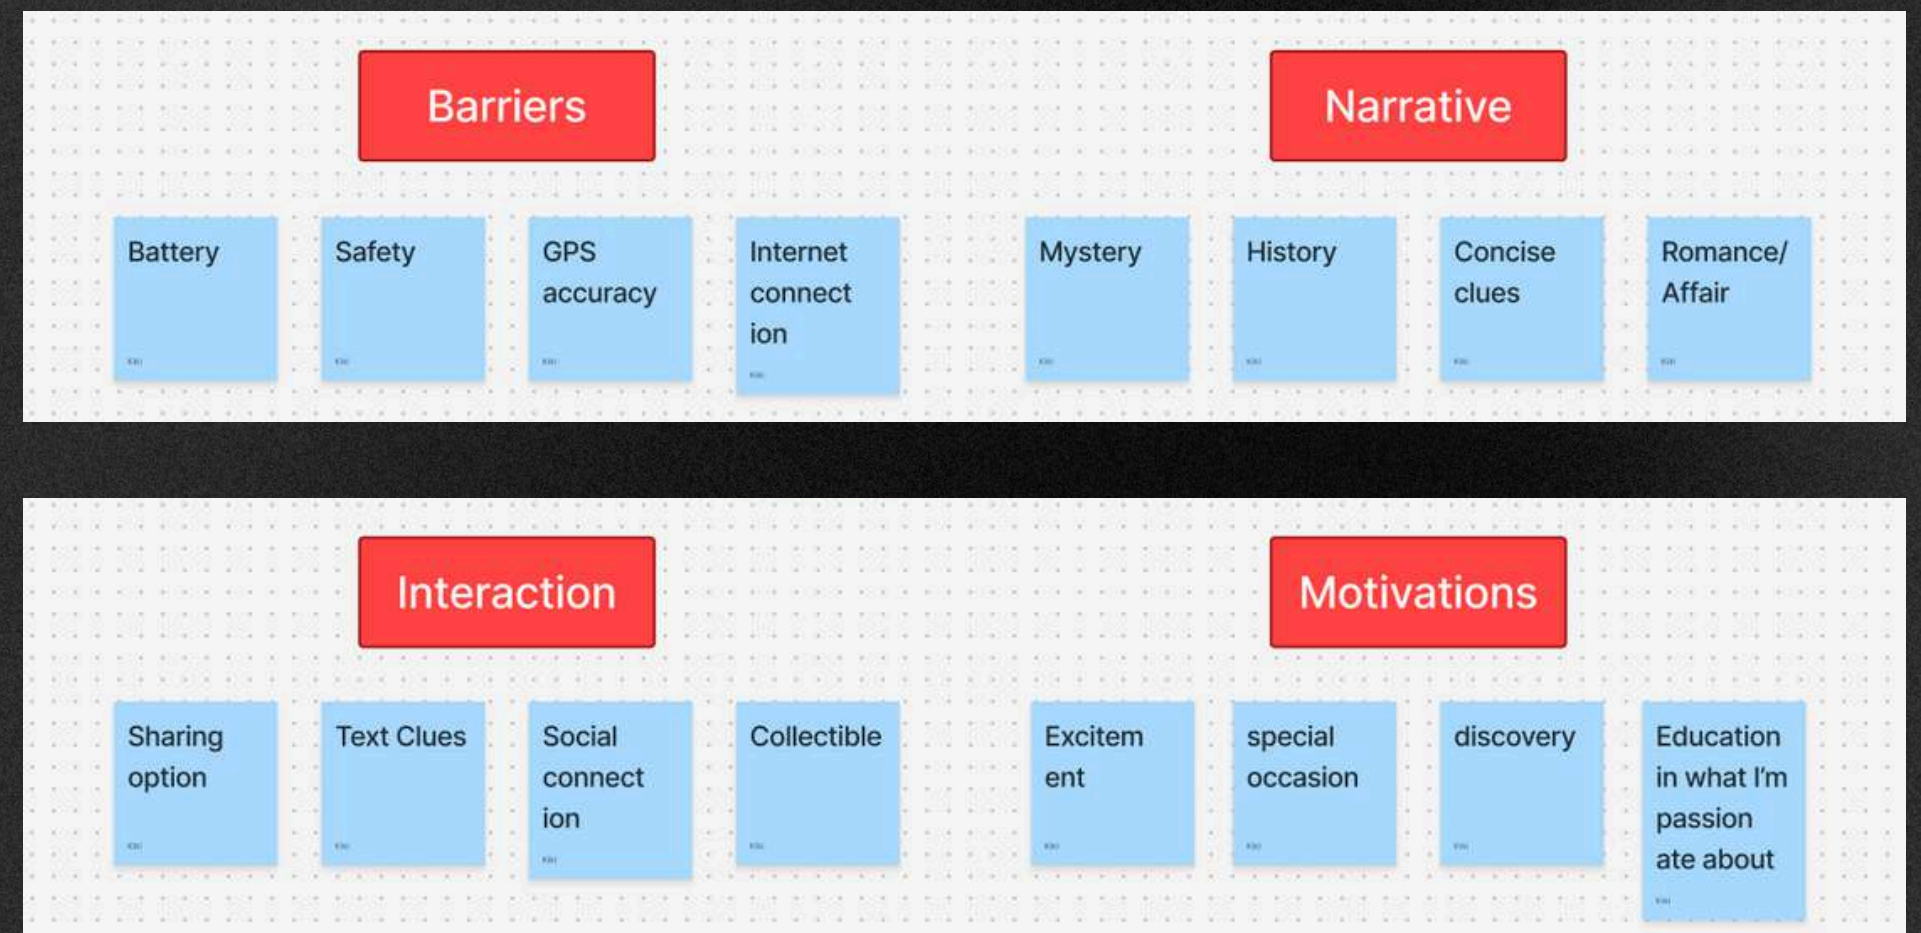 Barriers
Battery
Safety
GPS
accuracy
Internet
connect
ion
Narrative
Mystery
History
Concise
clues
Romance/
Affair
Interaction
Sharing
option
Text Clues
Social
connect
ion
Collectible
Motivations
Excitem
ent
special
occasion
discovery
Education
in what I'm
passion
ate about